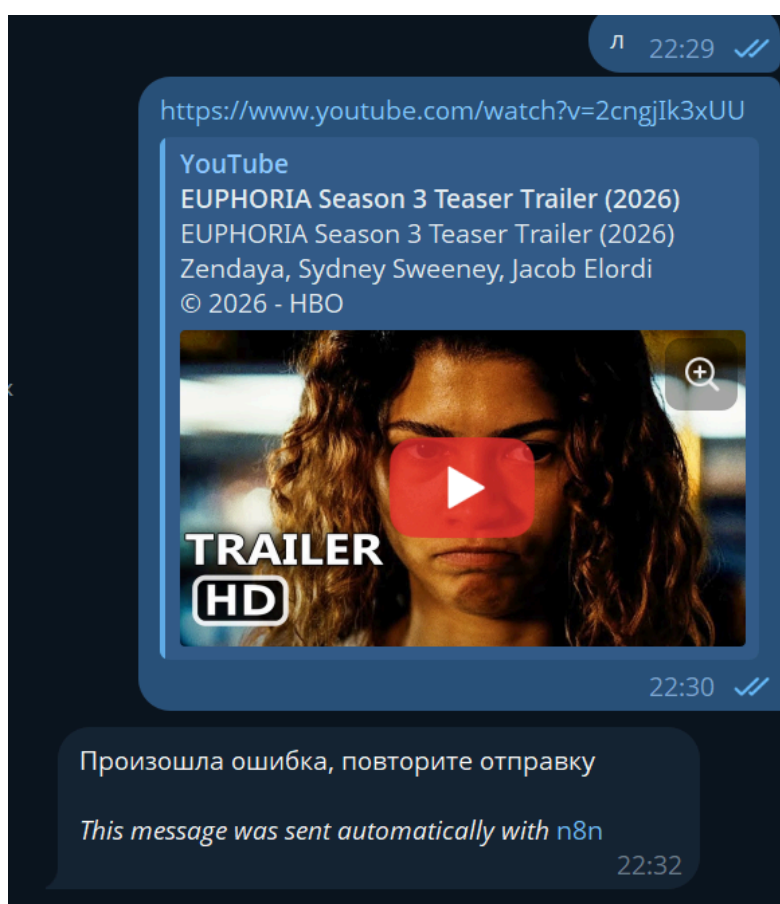 л 22:29
https://www.youtube.com/watch?v=2cngjIk3xUU
YouTube
EUPHORIA Season 3 Teaser Trailer (2026)
EUPHORIA Season 3 Teaser Trailer (2026)
Zendaya, Sydney Sweeney, Jacob Elordi
© 2026 - HBO
TRAILER
HD
22:30
Произошла ошибка, повторите отправку
This message was sent automatically with n8n
22:32